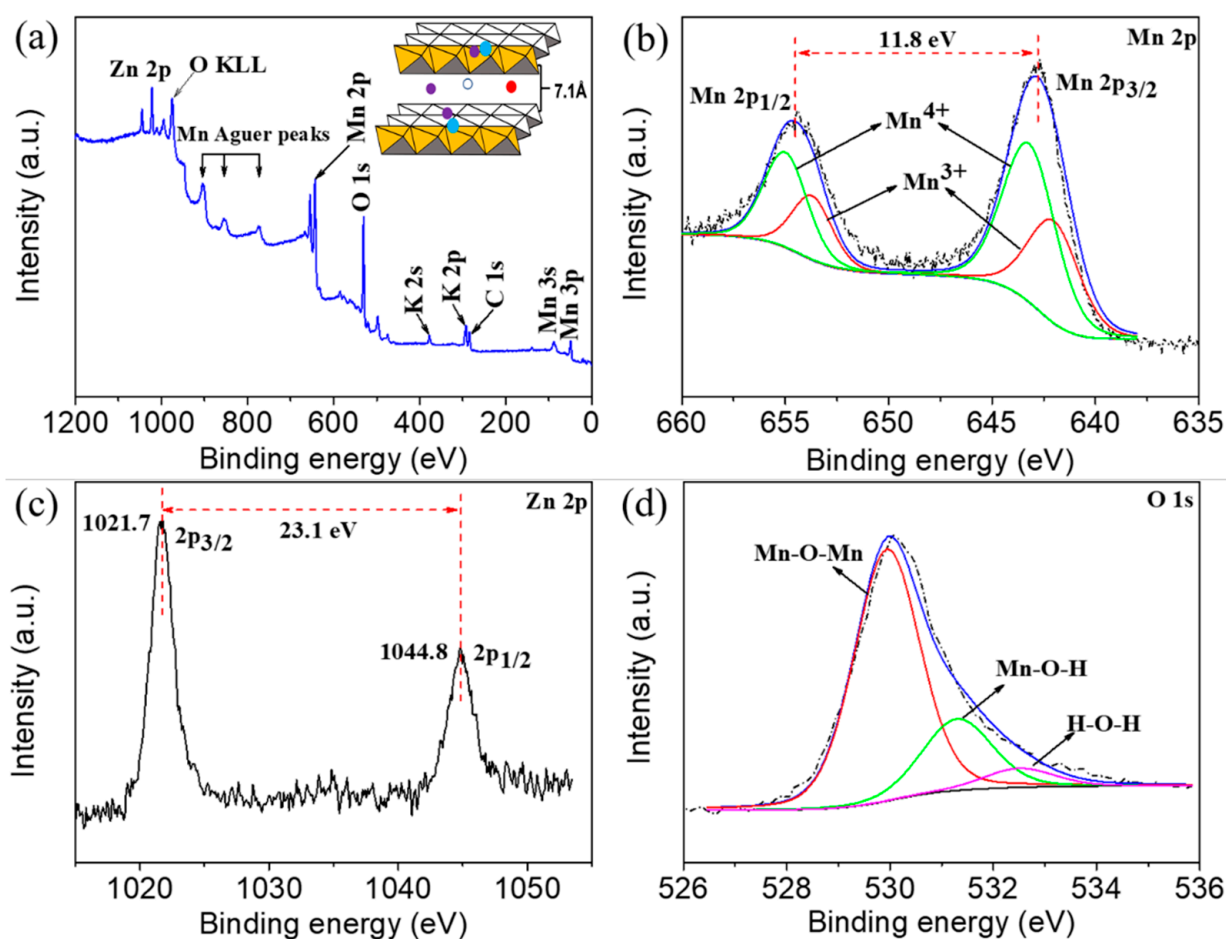 (a)
Zn 2p
O KLL
Mn Aguer peaks
Mn 2p
O 1s
7.1Å
K 2s
K 2p
C 1s
Mn 3s
Mn 3p
Intensity (a.u.)
1200 1000 800 600 400 200 0
Binding energy (eV)
(b)
Mn 2p
11.8 eV
Mn 2p1/2
Mn 2p3/2
Mn4+
Mn3+
Intensity (a.u.)
660 655 650 645 640 635
Binding energy (eV)
(c)
Zn 2p
1021.7
2p3/2
23.1 eV
1044.8
2p1/2
Intensity (a.u.)
1020 1030 1040 1050
Binding energy (eV)
(d)
O 1s
Mn-O-Mn
Mn-O-H
H-O-H
Intensity (a.u.)
526 528 530 532 534 536
Binding energy (eV)